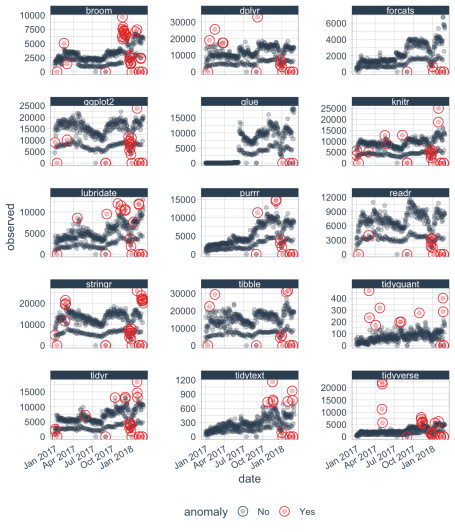 broom dplyr forcats
10000 7500 5000 2500 0
30000 20000 10000 0
6000 4000 2000 0
ggplot2 glue knitr
25000 20000 15000 10000 5000 0
15000 10000 5000 0
25000 20000 15000 10000 5000 0
lubridate purrr readr
10000 5000 0
15000 10000 5000 0
12000 9000 6000 3000 0
observed
stringr tibble tidyquant
20000 10000 0
30000 20000 10000 0
400 300 200 100 0
tidyr tidytext tidyverse
20000 15000 10000 5000 0
1200 900 600 300 0
20000 15000 10000 5000 0
Jan 2017 Apr 2017 Jul 2017 Oct 2017 Jan 2018
Jan 2017 Apr 2017 Jul 2017 Oct 2017 Jan 2018
Jan 2017 Apr 2017 Jul 2017 Oct 2017 Jan 2018
date
anomaly No Yes